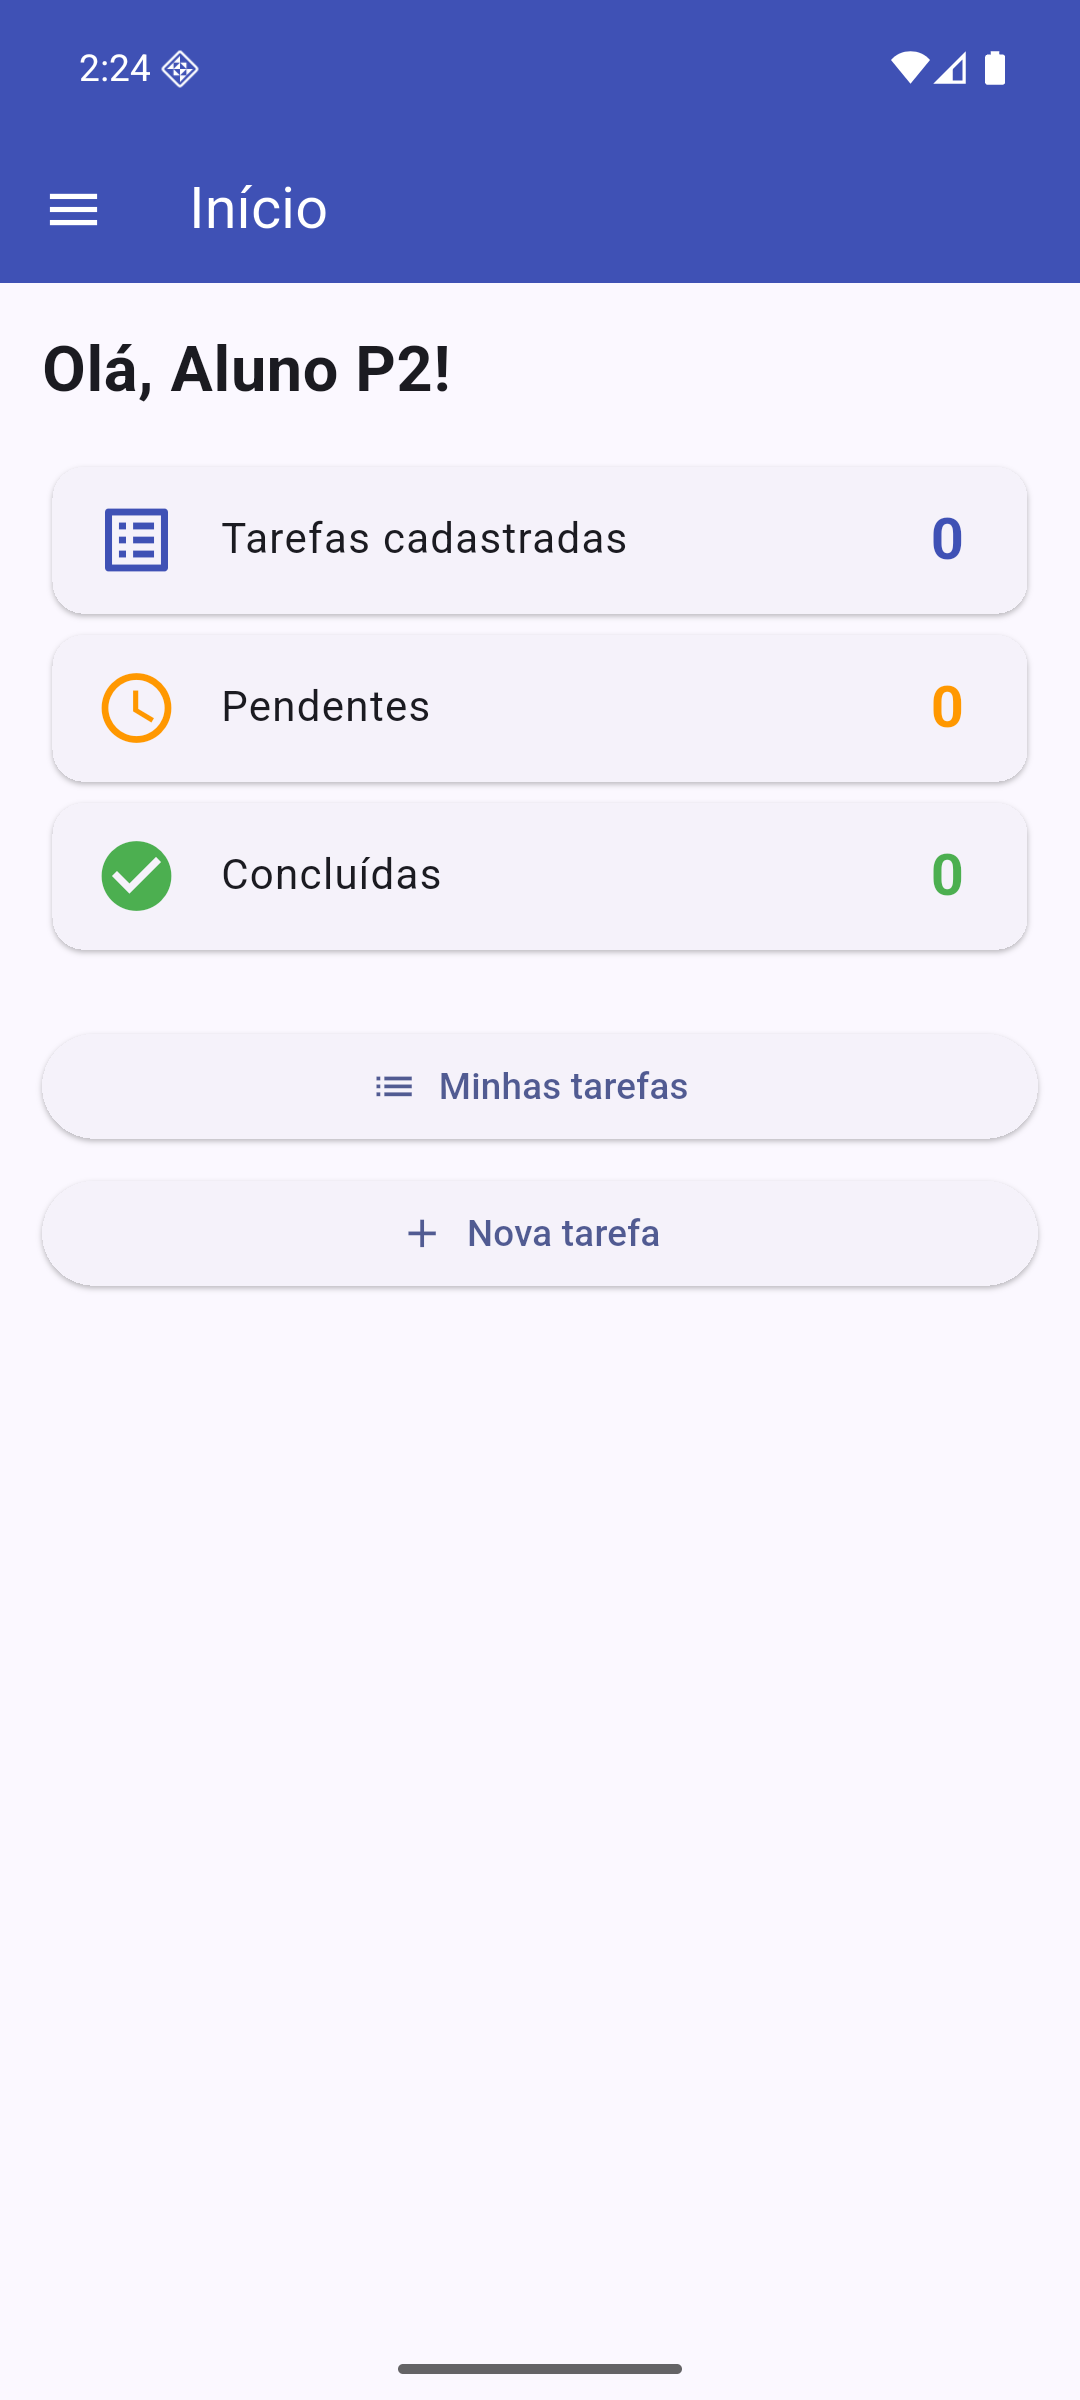 2:24
Início
Olá, Aluno P2!
Tarefas cadastradas 0
Pendentes 0
Concluídas 0
Minhas tarefas
Nova tarefa